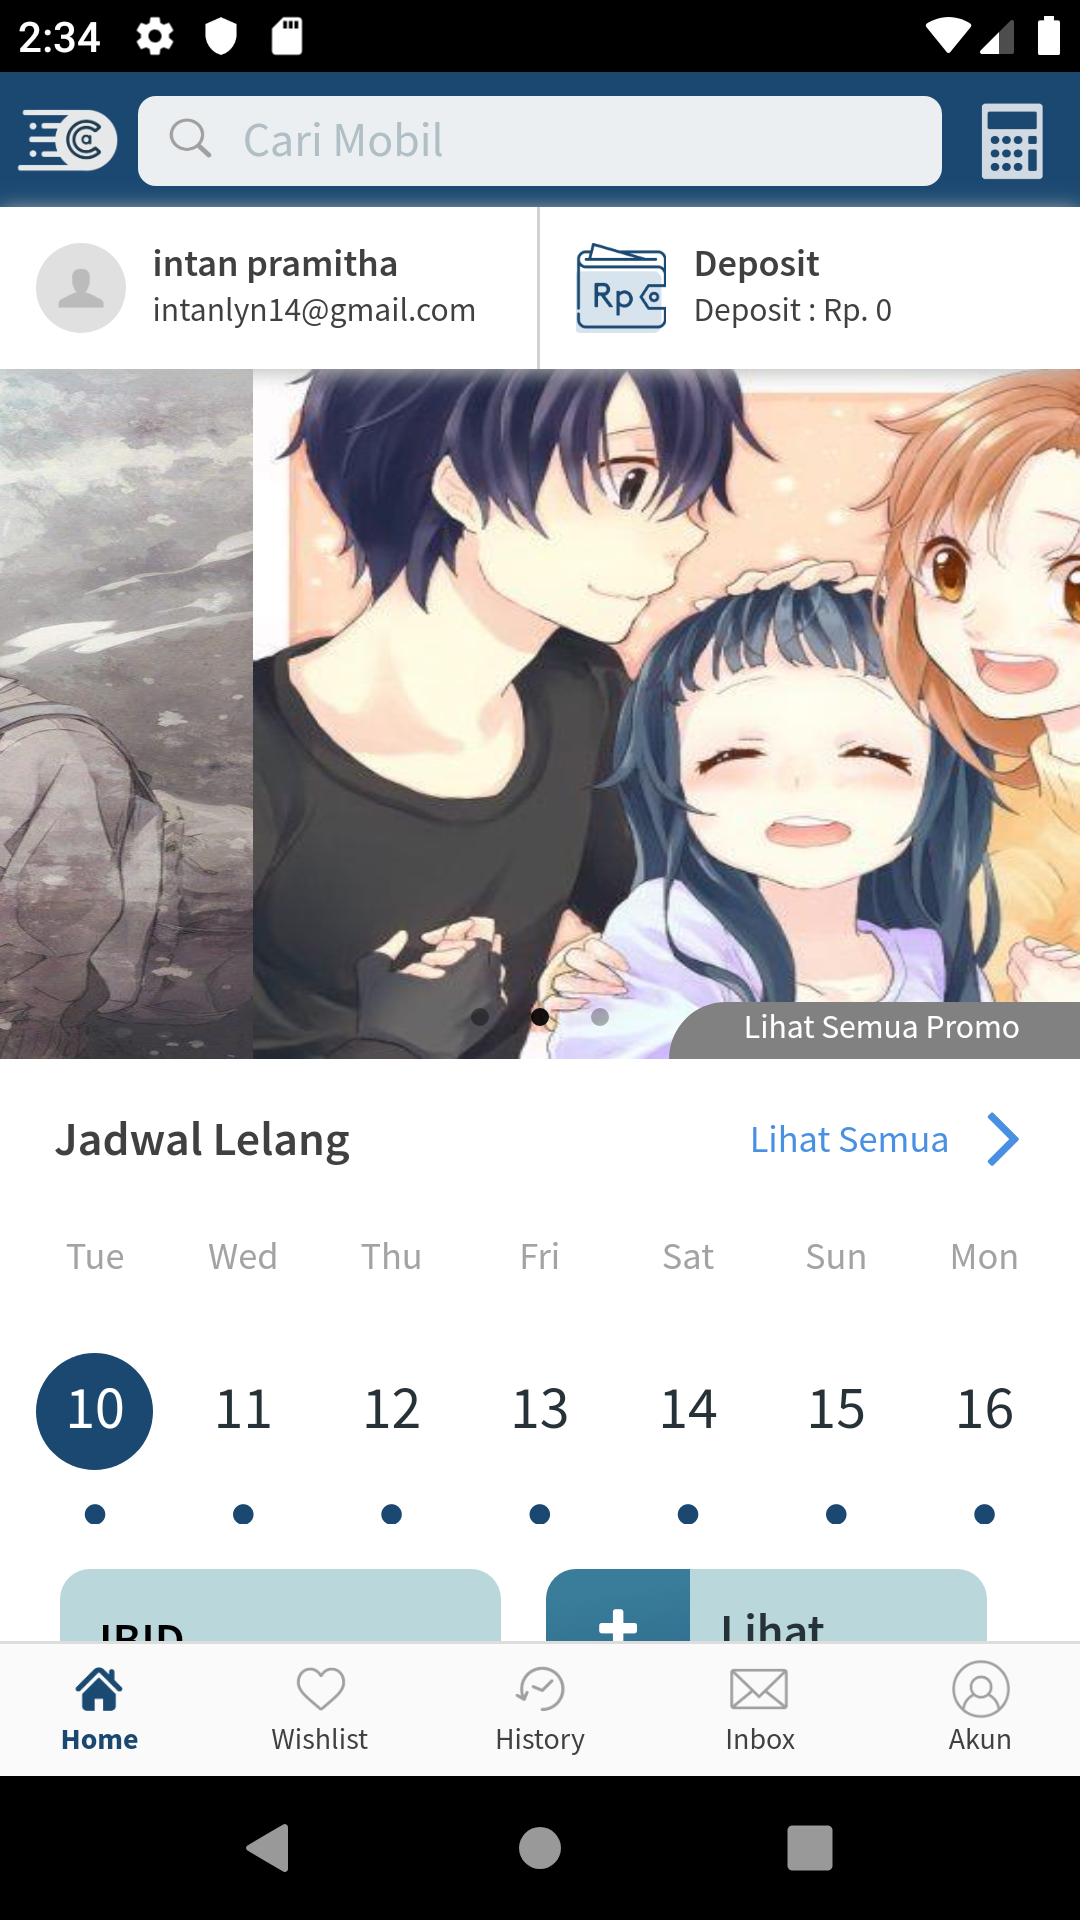 2:34
Cari Mobil
intan pramitha
intanlyn14@gmail.com
Rp
Deposit
Deposit : Rp. 0
Lihat Semua Promo
Jadwal Lelang
Lihat Semua
Tue Wed Thu Fri Sat Sun Mon
10 11 12 13 14 15 16
IBID
Lihat
Home Wishlist History Inbox Akun